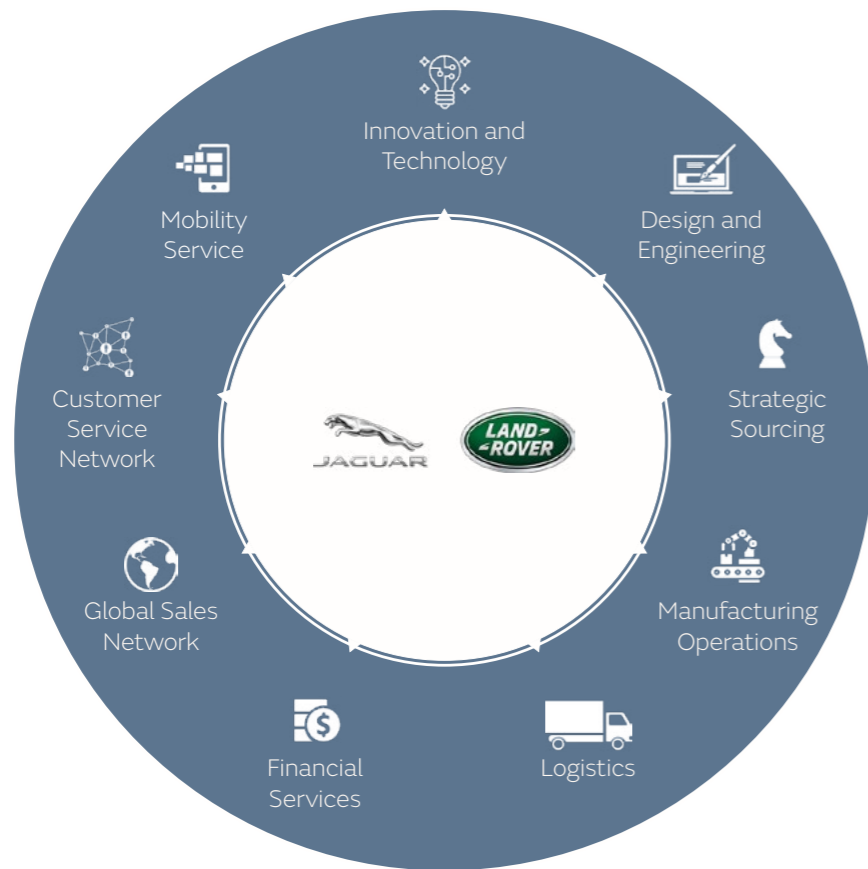 Innovation and
Technology
Design and
Engineering
Strategic
Sourcing
Manufacturing
Operations
Logistics
$
Financial
Services
Global Sales
Network
Customer
Service
Network
Mobility
Service
JAGUAR
LAND-
-ROVER